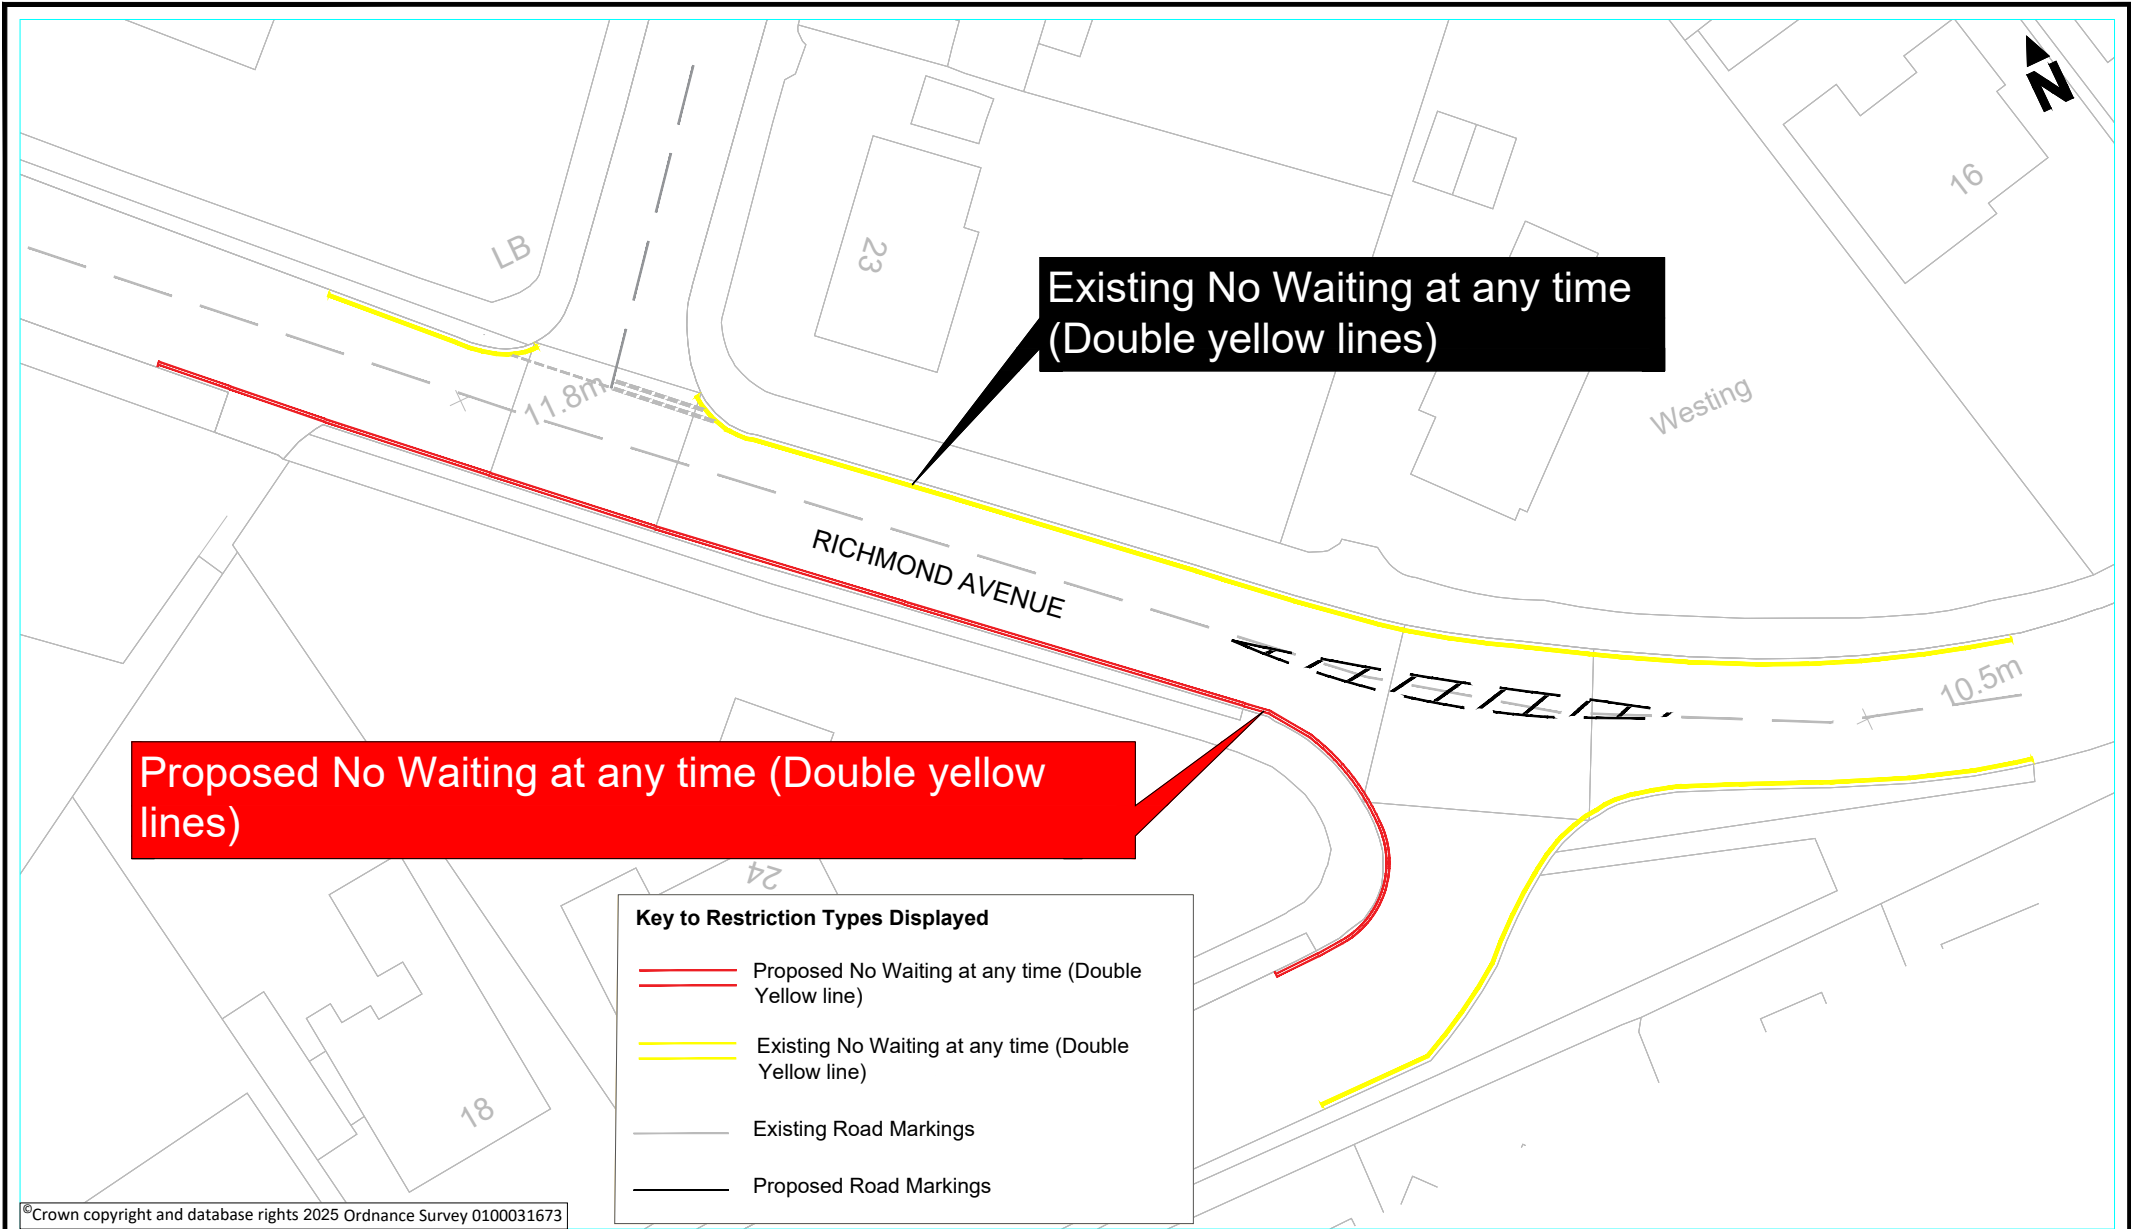 N
16
LB
23
Existing No Waiting at any time
(Double yellow lines)
Westing
11.8m
RICHMOND AVENUE
10.5m
Proposed No Waiting at any time (Double yellow
lines)
24
Key to Restriction Types Displayed
Proposed No Waiting at any time (Double
Yellow line)
Existing No Waiting at any time (Double
Yellow line)
18
Existing Road Markings
Proposed Road Markings
©Crown copyright and database rights 2025 Ordnance Survey 0100031673